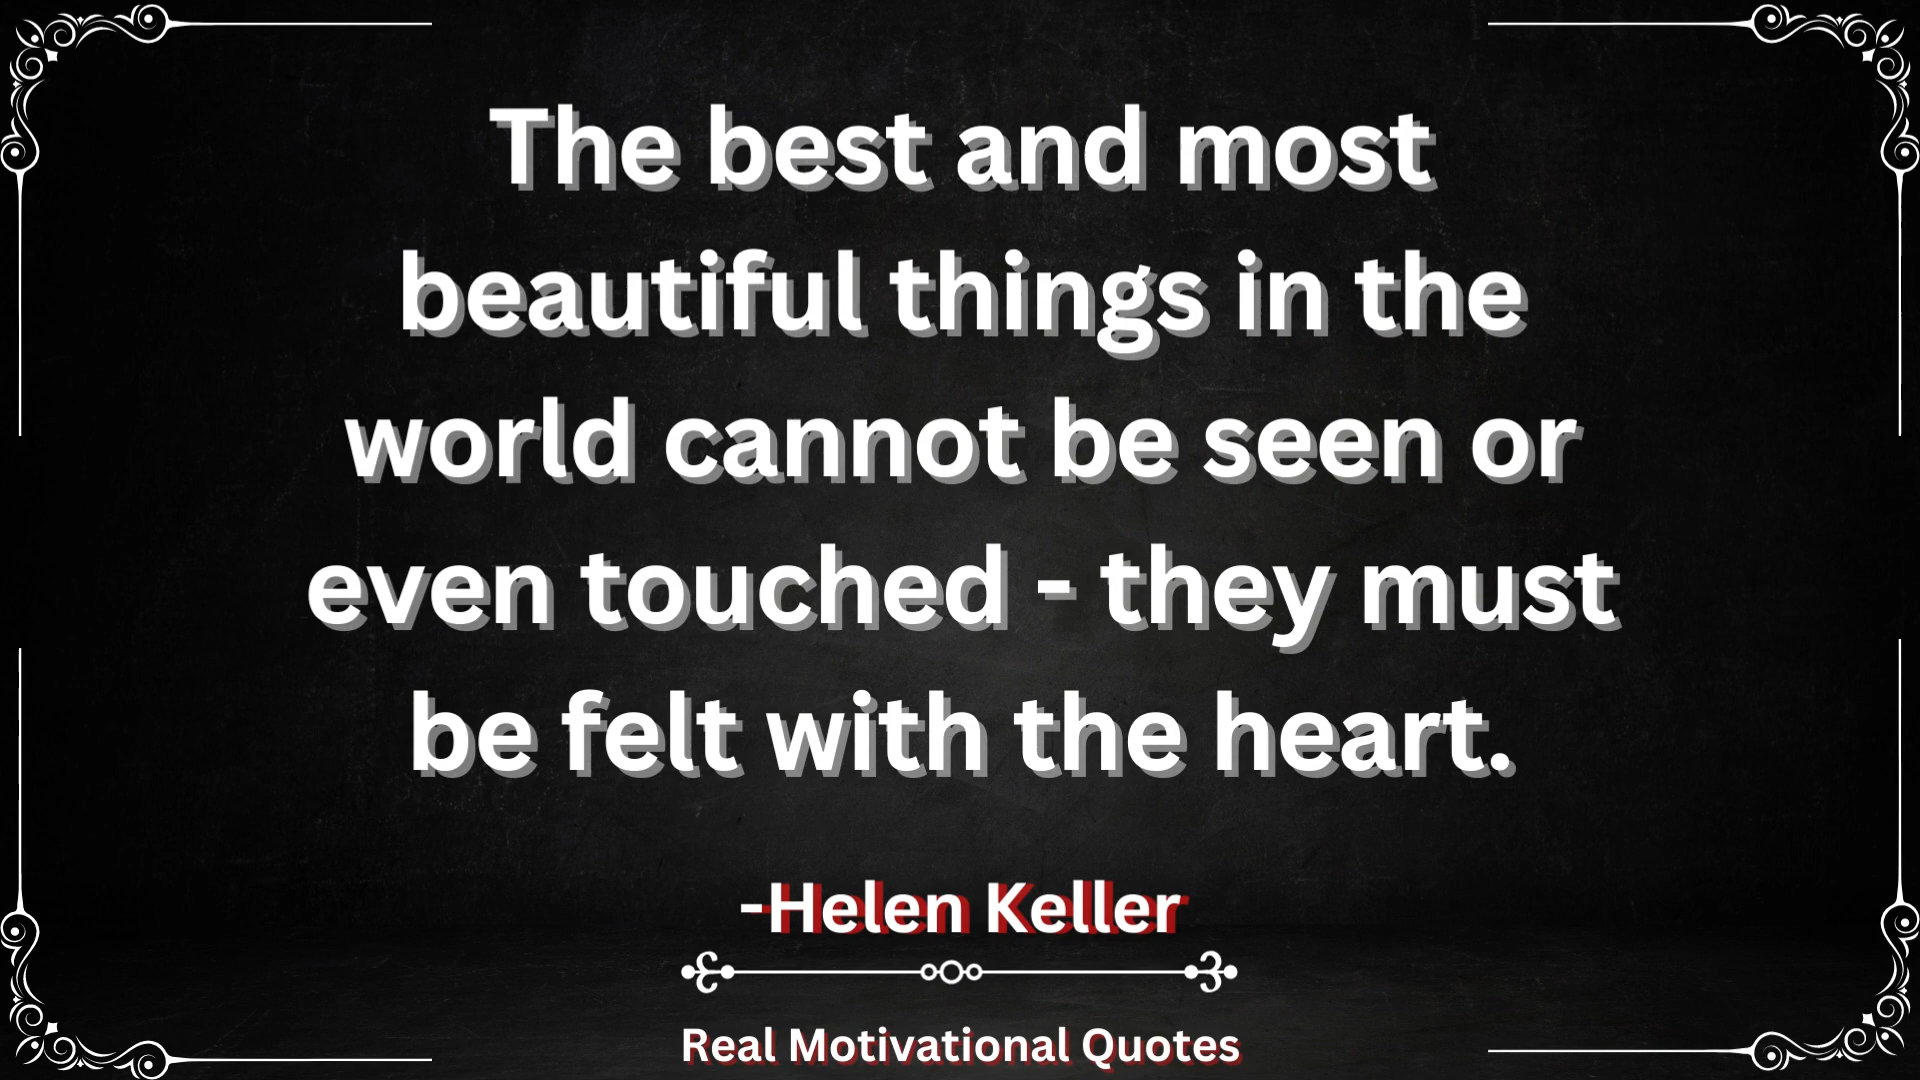 The best and most
beautiful things in the
world cannot be seen or
even touched - they must
be felt with the heart.
-Helen Keller
Real Motivational Quotes